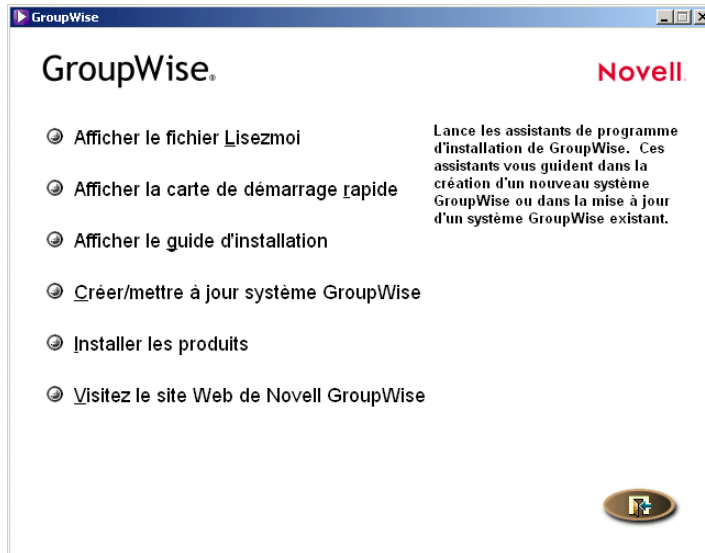 GroupWise
GroupWise®
Novell.
Afficher le fichier Lisezmoi
Afficher la carte de démarrage rapide
Afficher le guide d'installation
Créer/mettre à jour système GroupWise
Installer les produits
Visitez le site Web de Novell GroupWise
Lance les assistants de programme
d'installation de GroupWise. Ces
assistants vous guident dans la
création d'un nouveau système
GroupWise ou dans la mise à jour
d'un système GroupWise existant.